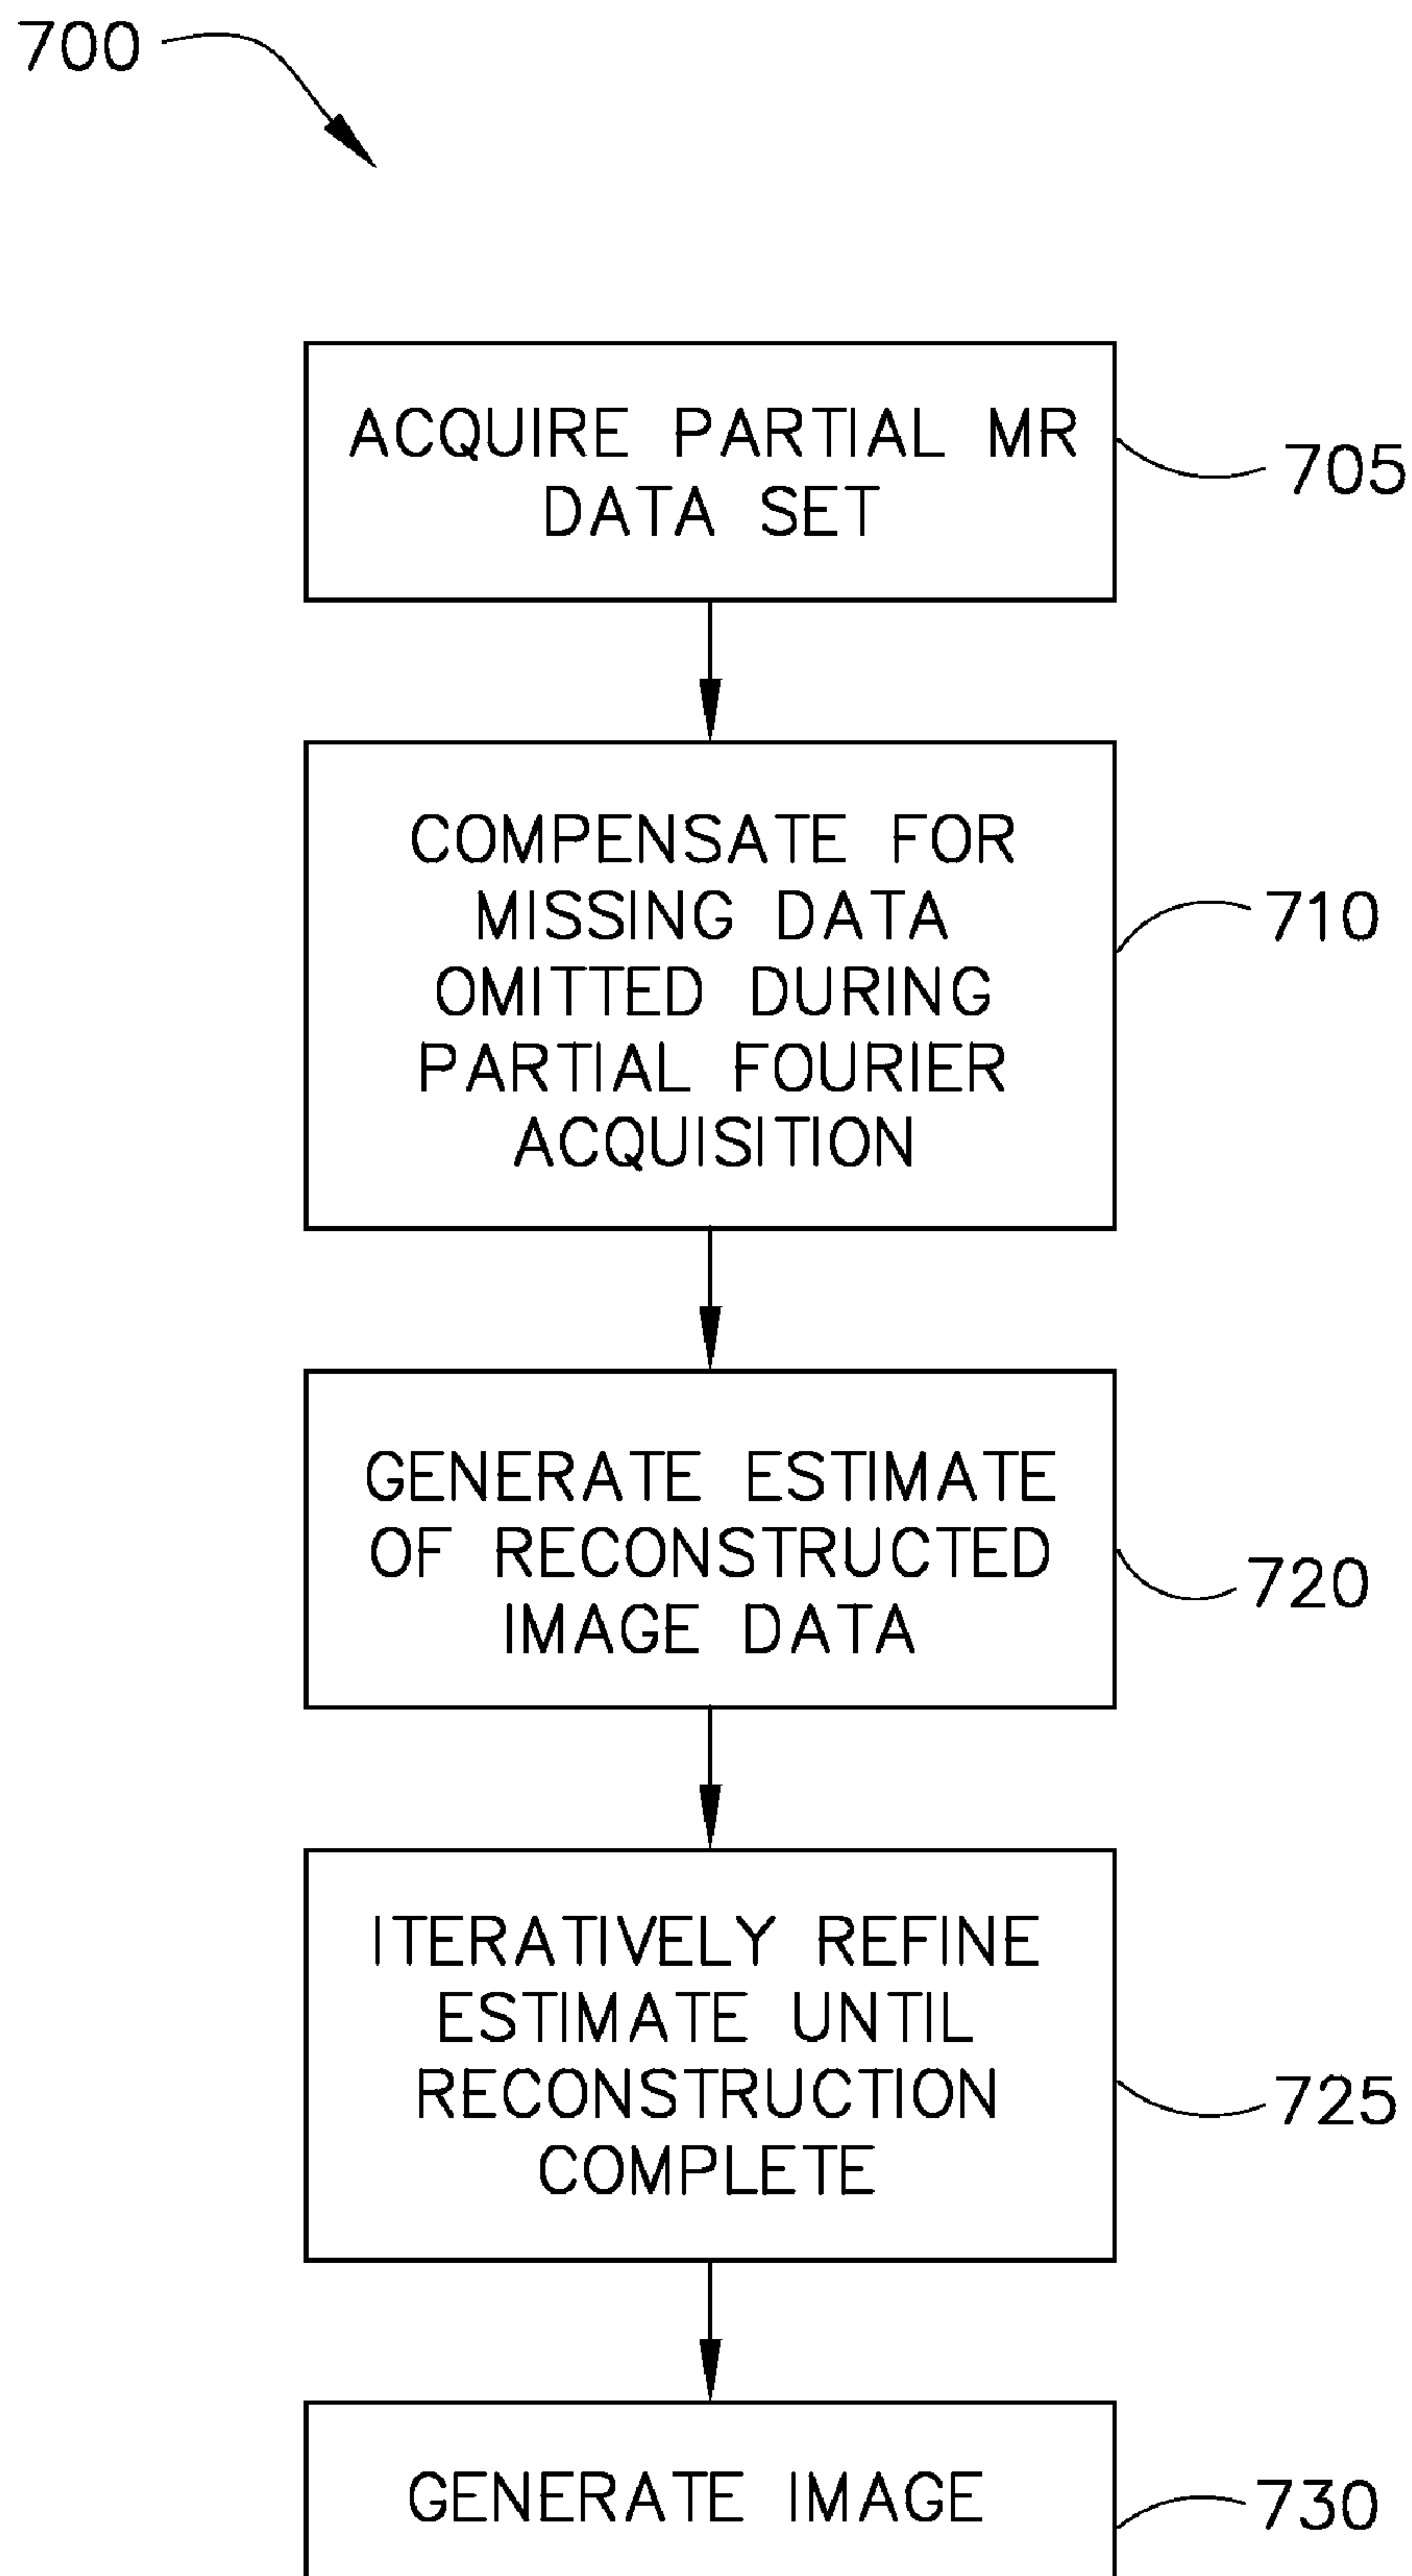 700
ACQUIRE PARTIAL MR
DATA SET
705
COMPENSATE FOR
MISSING DATA
OMITTED DURING
PARTIAL FOURIER
ACQUISITION
710
GENERATE ESTIMATE
OF RECONSTRUCTED
IMAGE DATA
720
ITERATIVELY REFINE
ESTIMATE UNTIL
RECONSTRUCTION
COMPLETE
725
GENERATE IMAGE
730